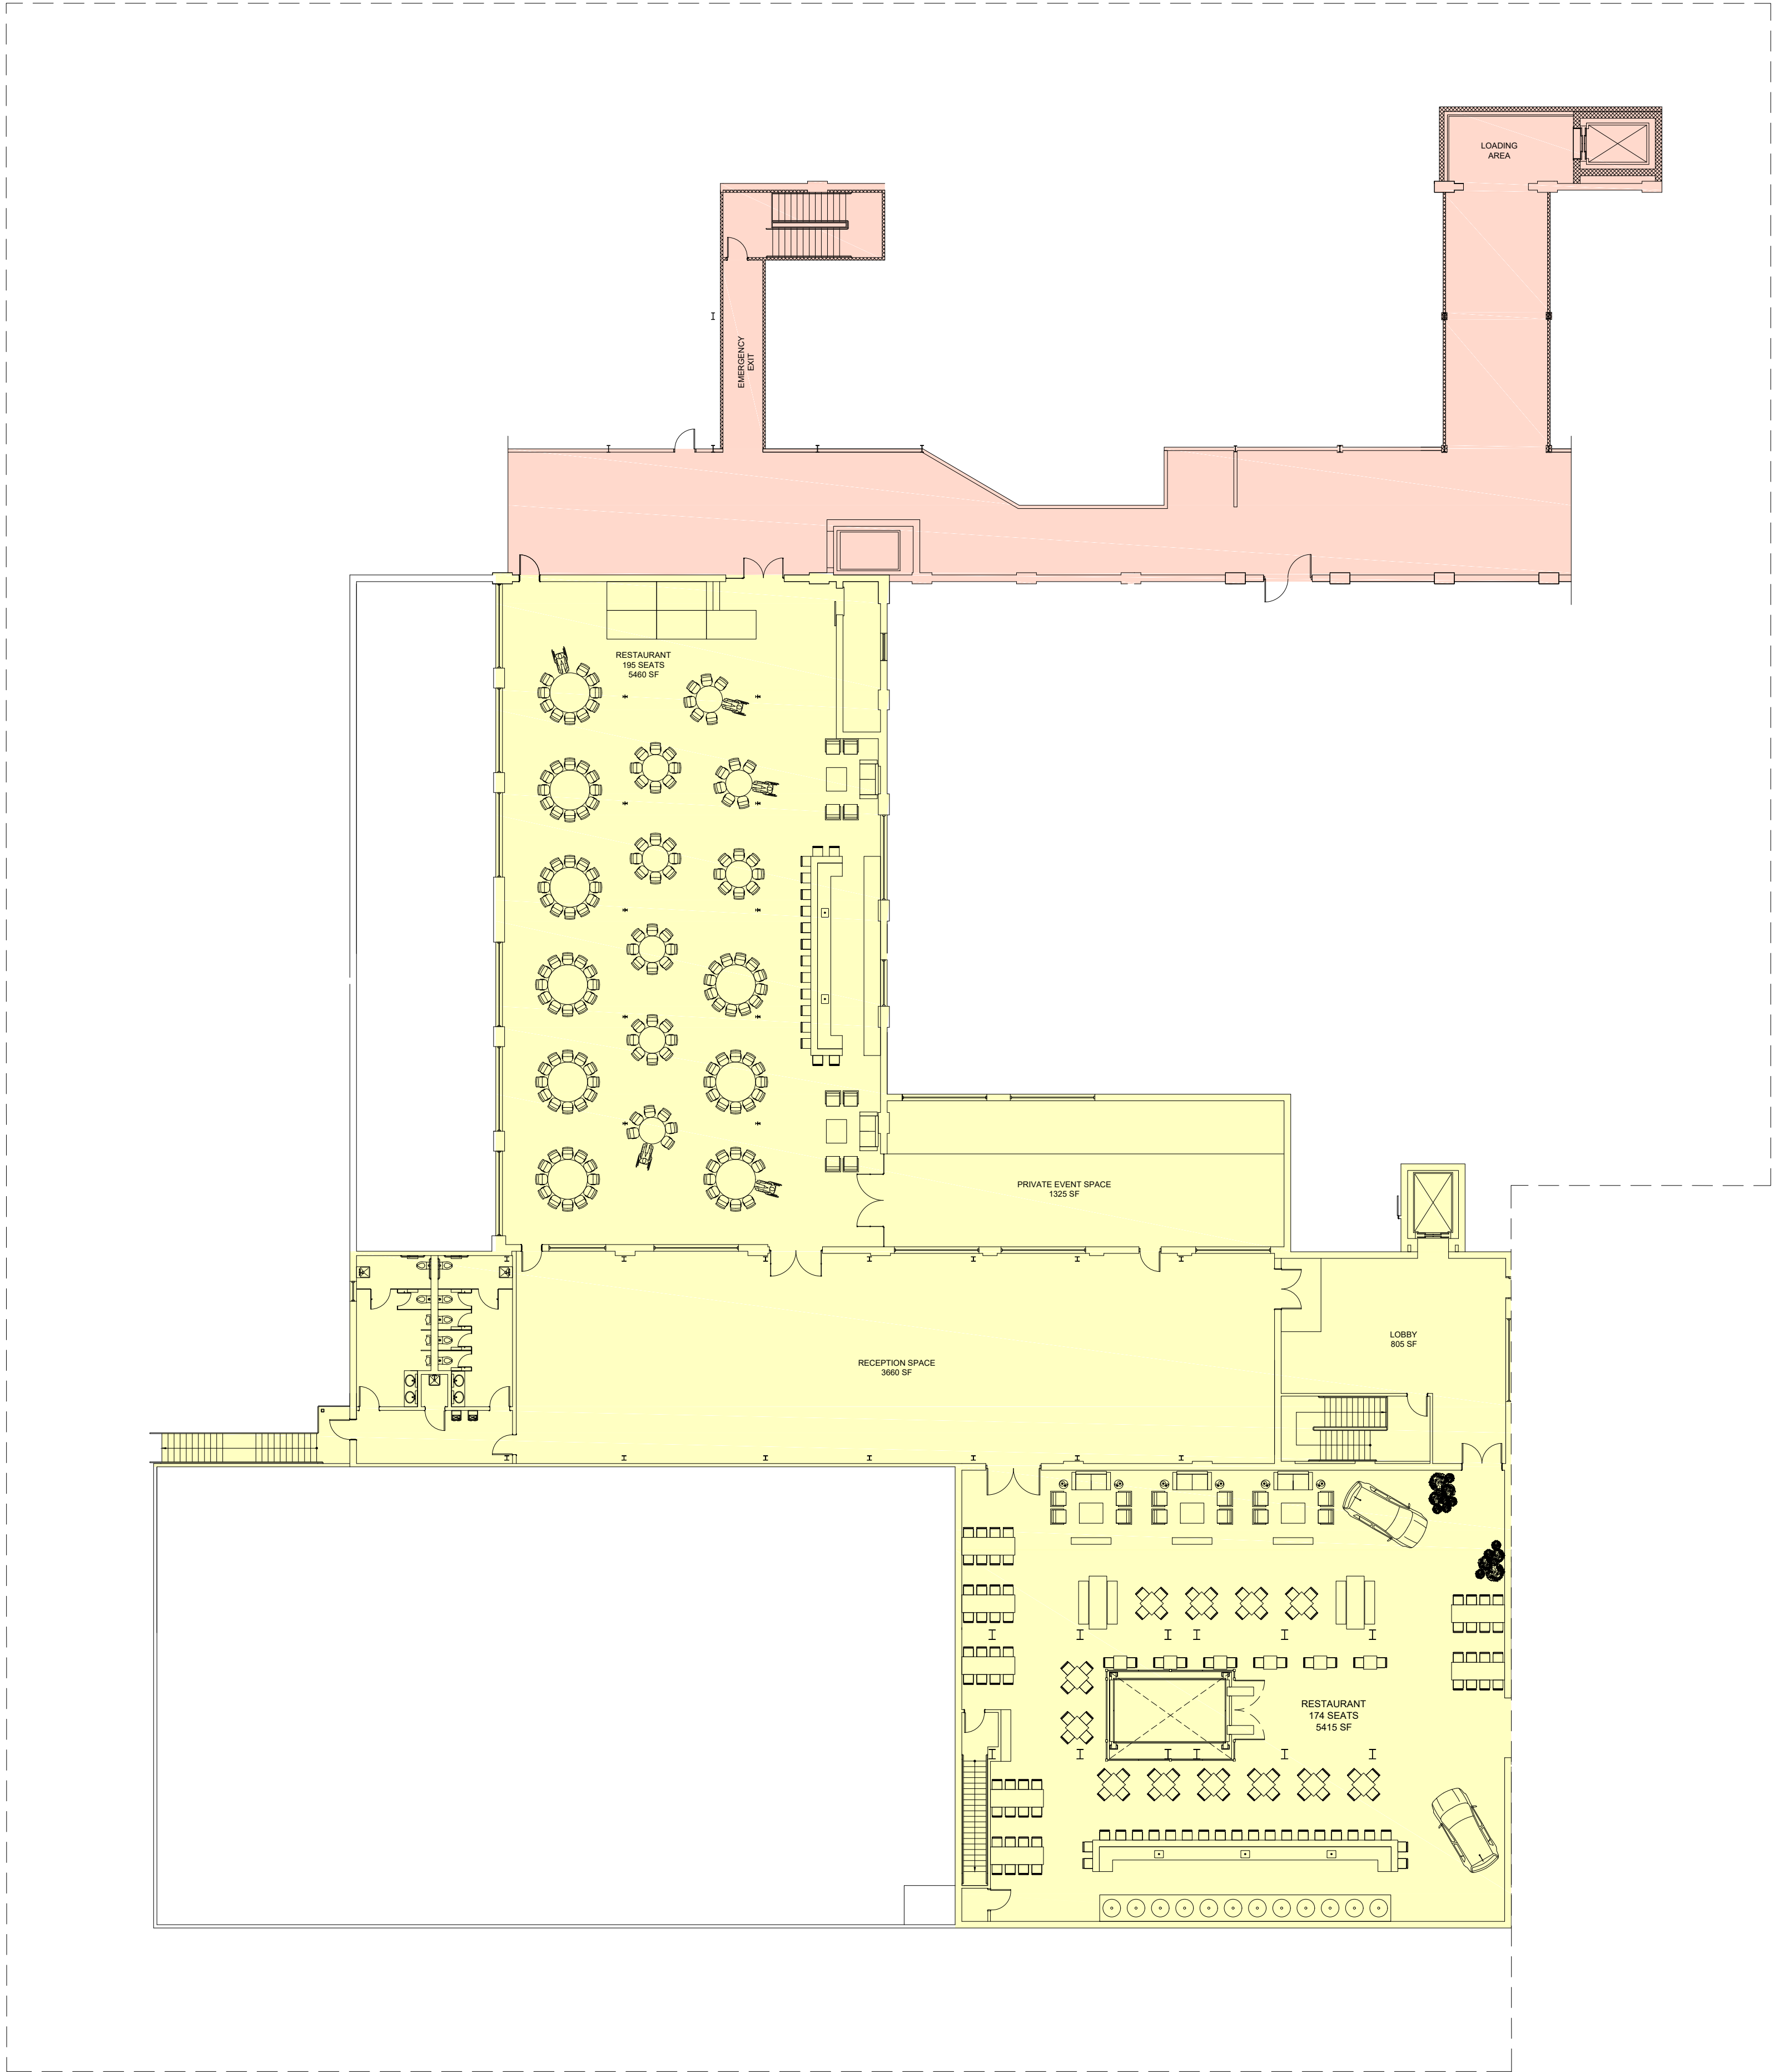 LOADING
AREA
EMERGENCY
EXIT
RESTAURANT
195 SEATS
5460 SF
PRIVATE EVENT SPACE
1325 SF
LOBBY
805 SF
RECEPTION SPACE
3660 SF
RESTAURANT
174 SEATS
5415 SF